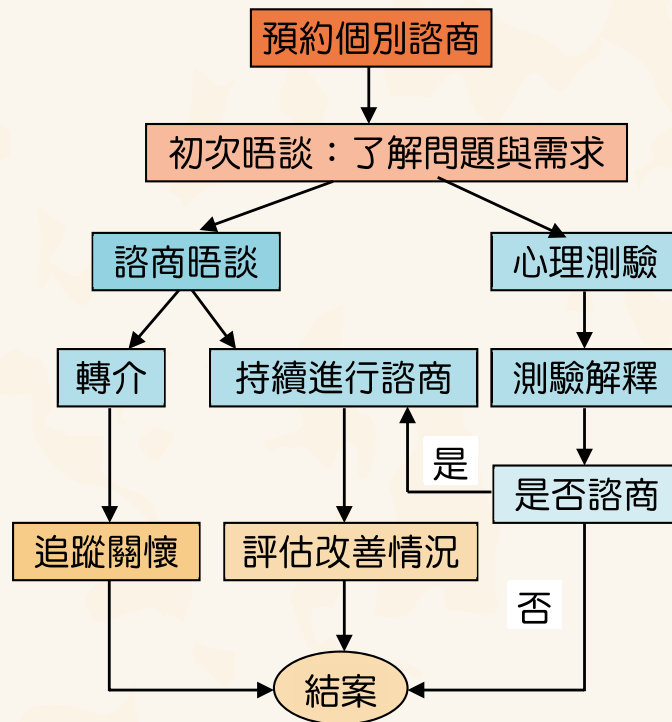 預約個別諮商
初次晤談：了解問題與需求
諮商晤談
心理測驗
轉介
持續進行諮商
測驗解釋
是
是否諮商
追蹤關懷
評估改善情況
否
結案